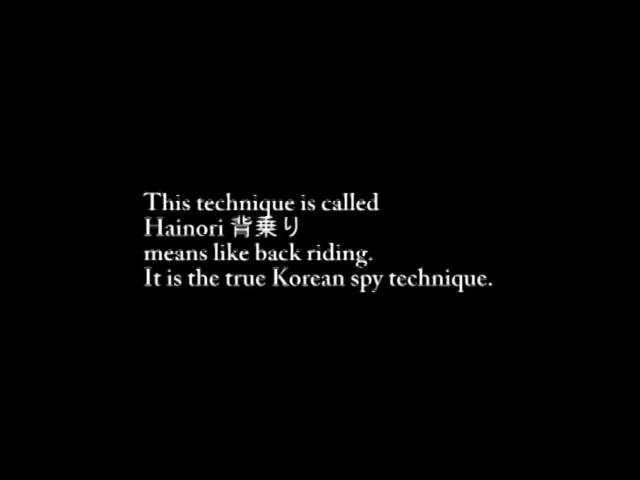 This technique is called
Hainori 背乗り
means like back riding.
It is the true Korean spy technique.